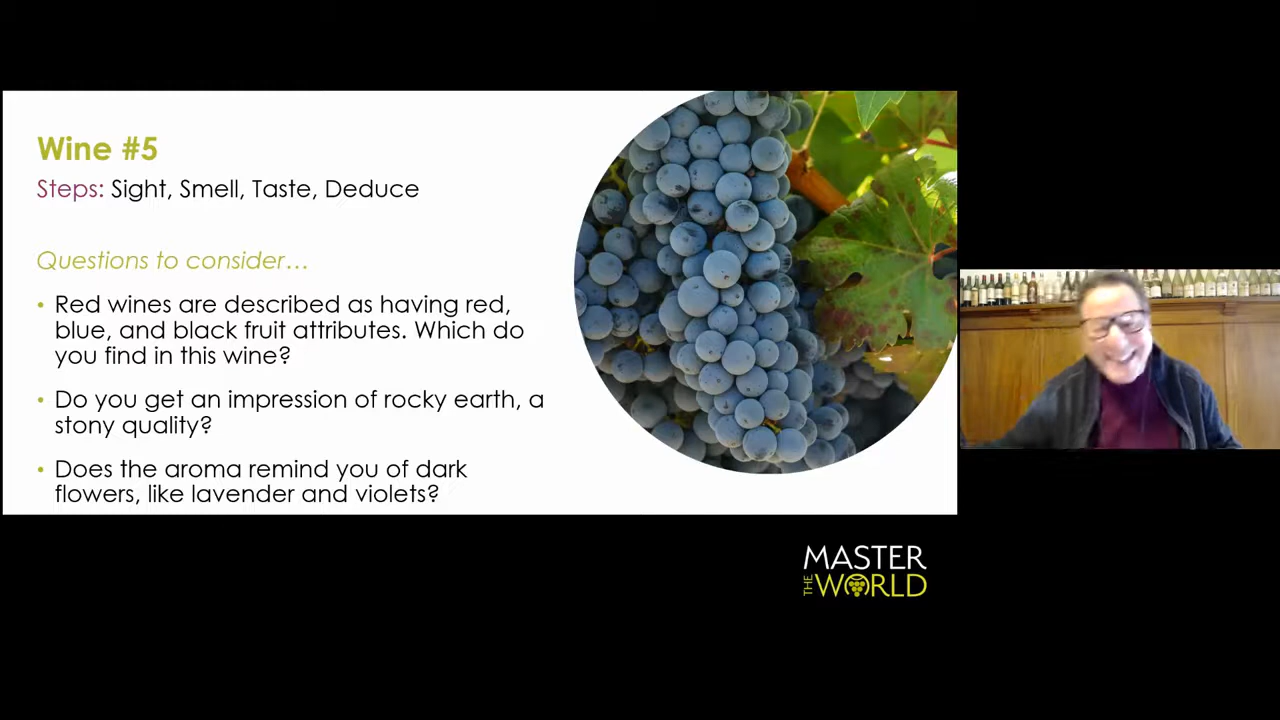 Wine #5
Steps: Sight, Smell, Taste, Deduce
Questions to consider…
• Red wines are described as having red,
blue, and black fruit attributes. Which do
you find in this wine?
• Do you get an impression of rocky earth, a
stony quality?
• Does the aroma remind you of dark
flowers, like lavender and violets?
MASTER
THE WORLD